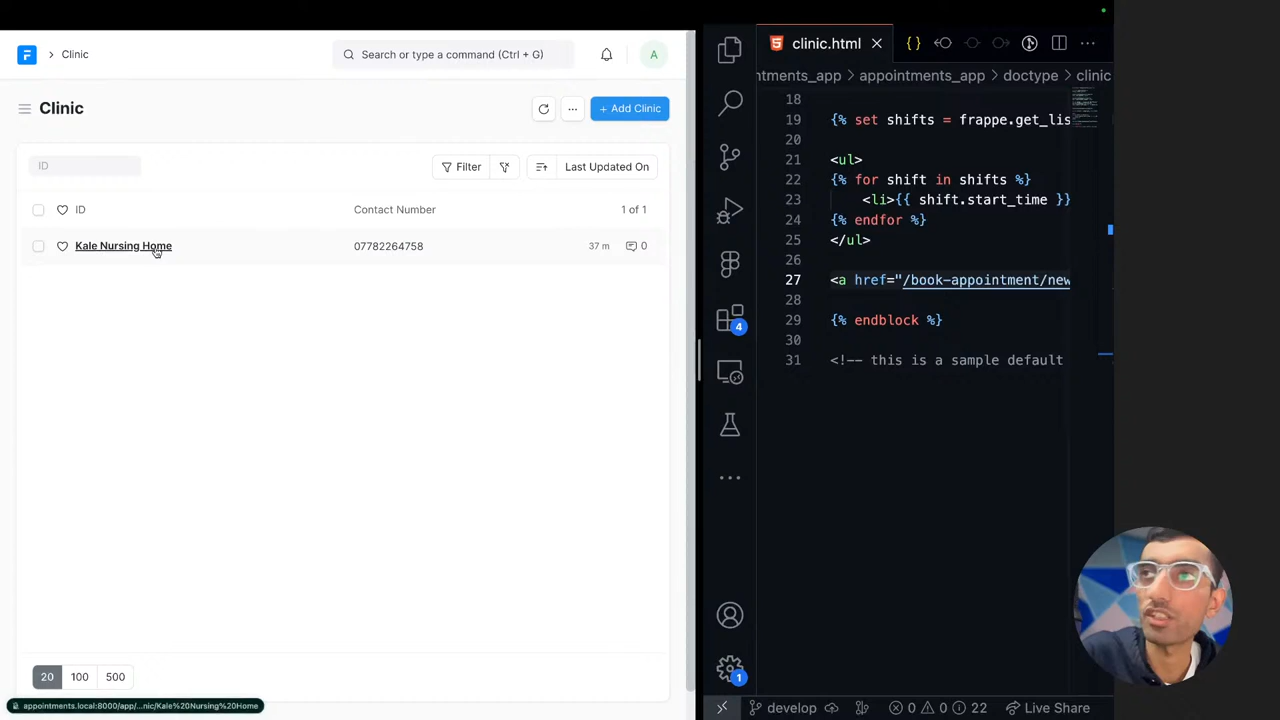 Clinic
Search or type a command (Ctrl + G)
A
Clinic
+ Add Clinic
ID
Filter
Last Updated On
ID
Contact Number
1 of 1
Kale Nursing Home
07782264758
37 m
0
20
100
500
appointments.local:8000/app/...nic/Kale%20Nursing%20Home
clinic.html
ntments_app > appointments_app > doctype > clinic
18
19 {% set shifts = frappe.get_lis
20
21 <ul>
22 {% for shift in shifts %}
23 <li>{{ shift.start_time }}
24 {% endfor %}
25 </ul>
26
27 <a href="/book-appointment/new
28
29 {% endblock %}
30
31 <!-- this is a sample default
4
1
develop
0
0
22
Live Share